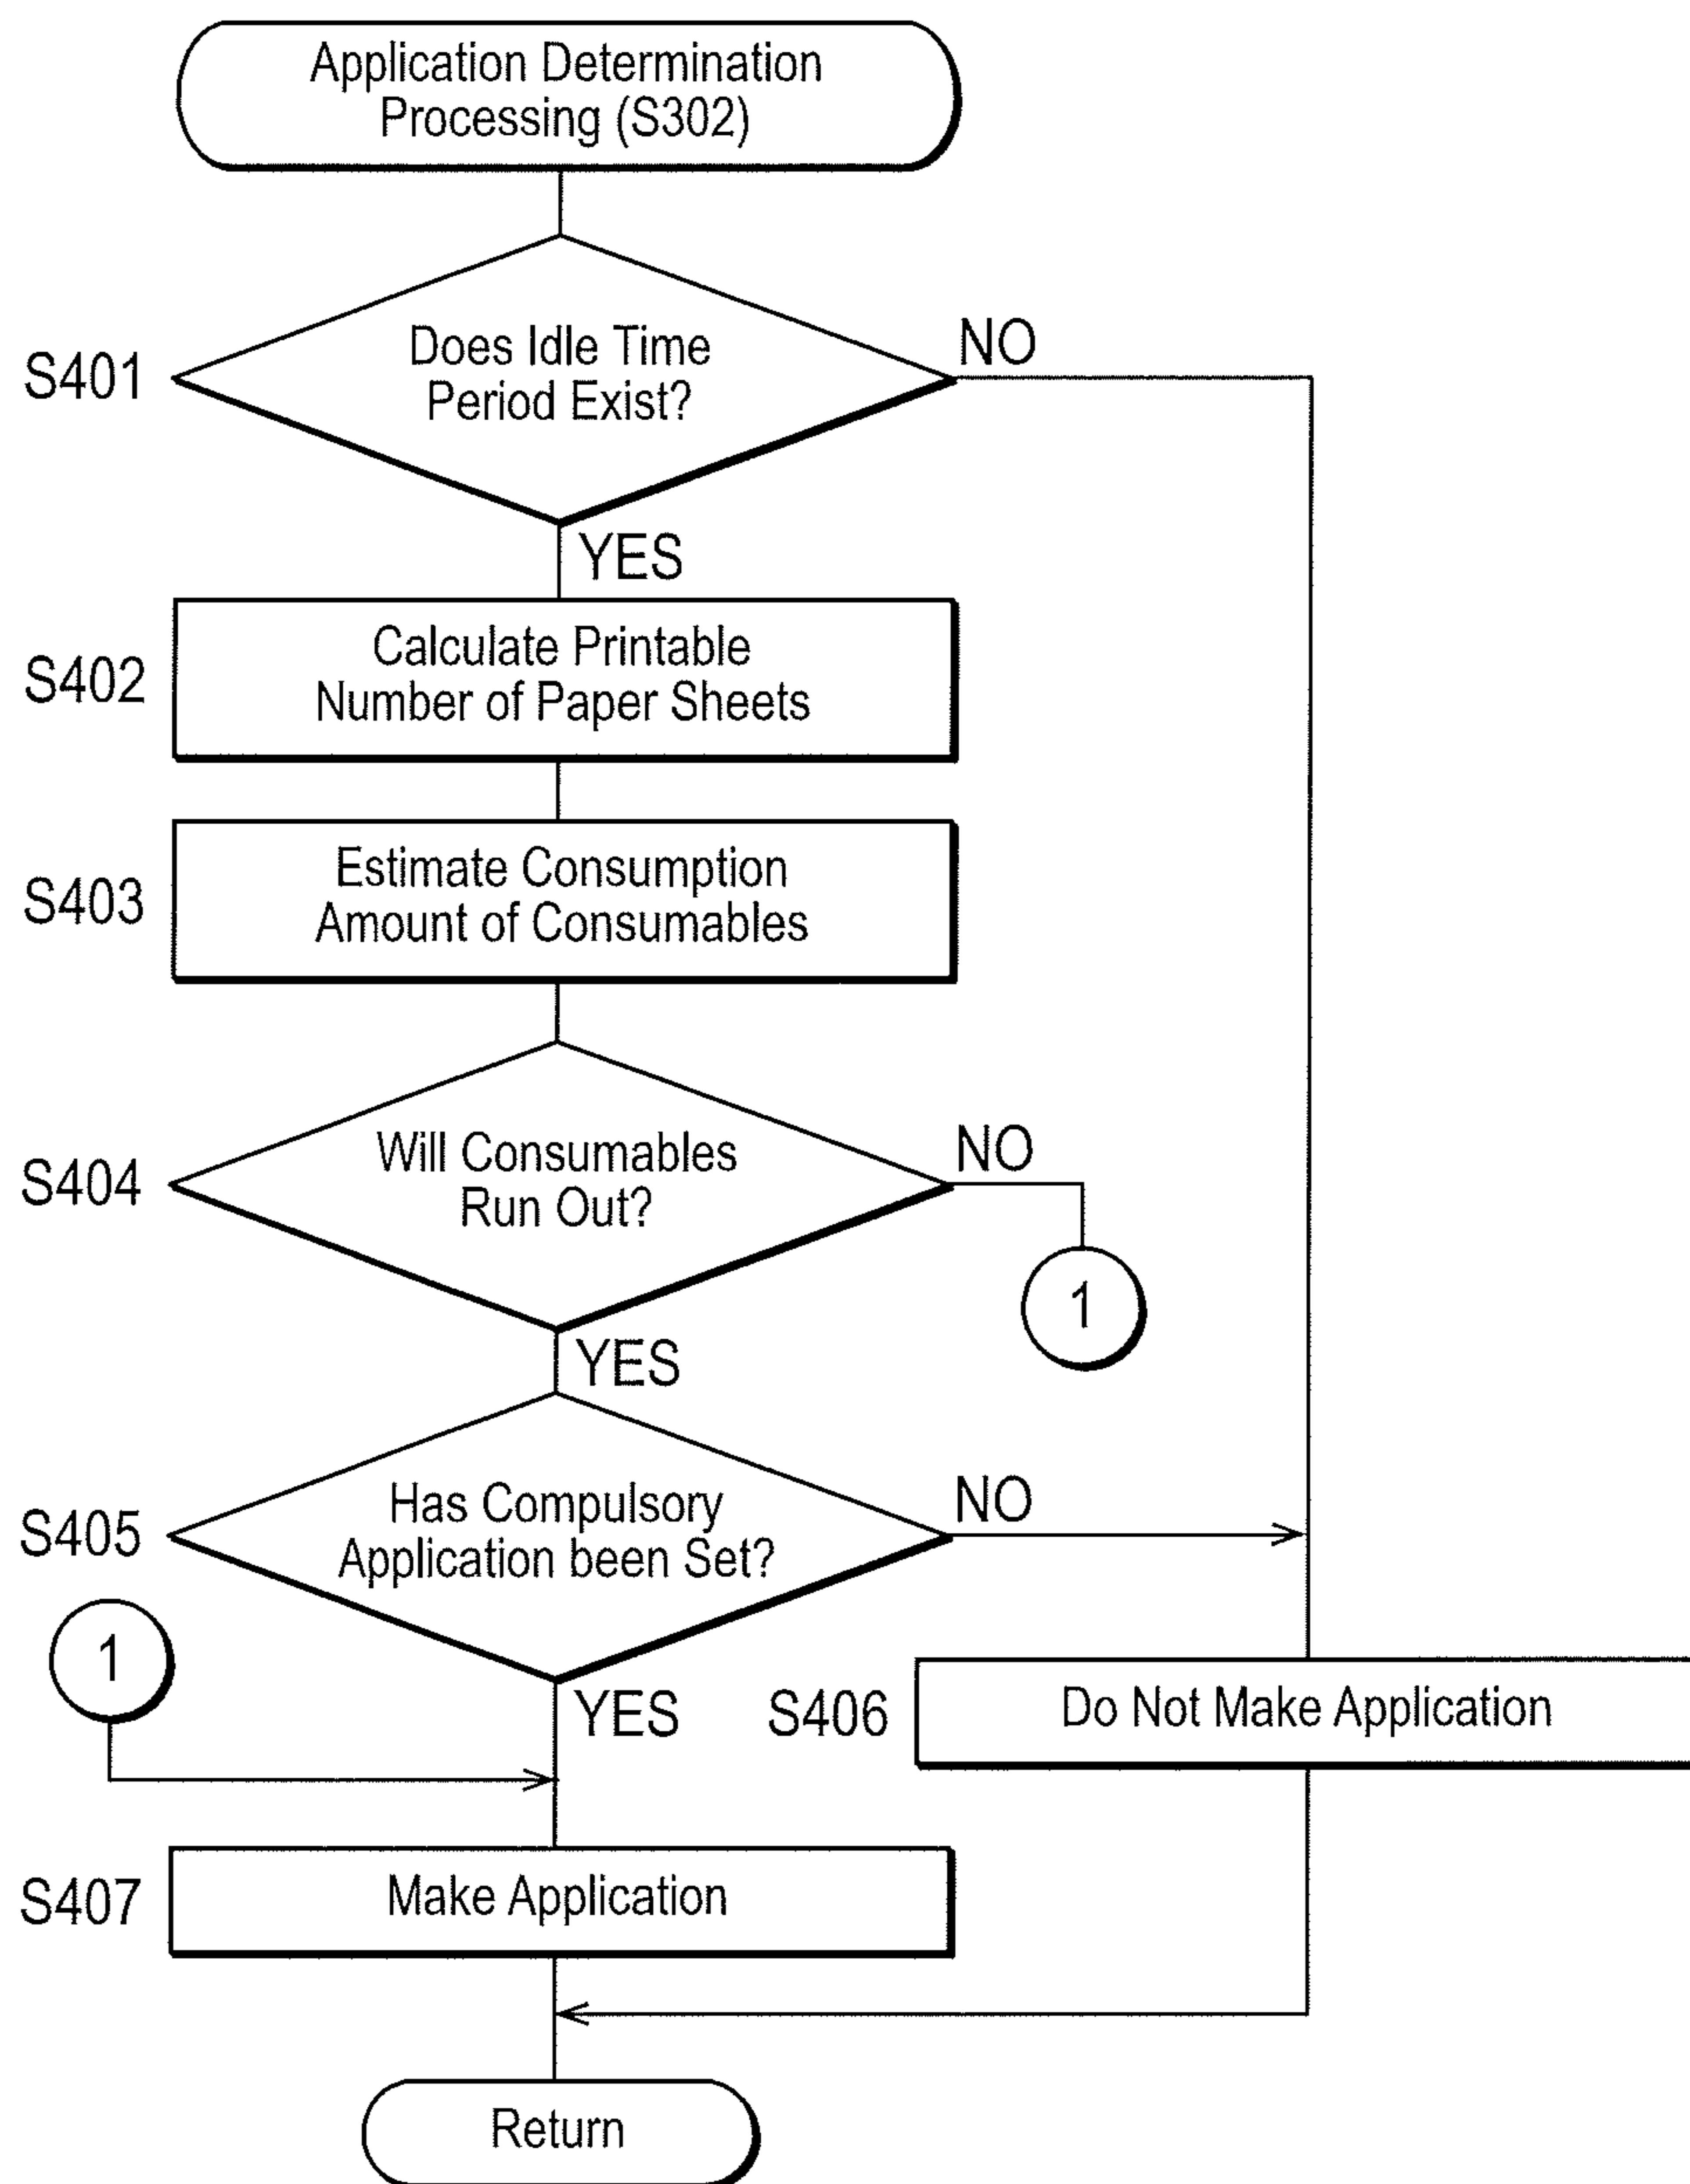 Application Determination
Processing (S302)
S401
Does Idle Time
Period Exist?
NO
YES
S402
Calculate Printable
Number of Paper Sheets
S403
Estimate Consumption
Amount of Consumables
S404
Will Consumables
Run Out?
NO
1
YES
S405
Has Compulsory
Application been Set?
NO
1
YES
S406
Do Not Make Application
S407
Make Application
Return